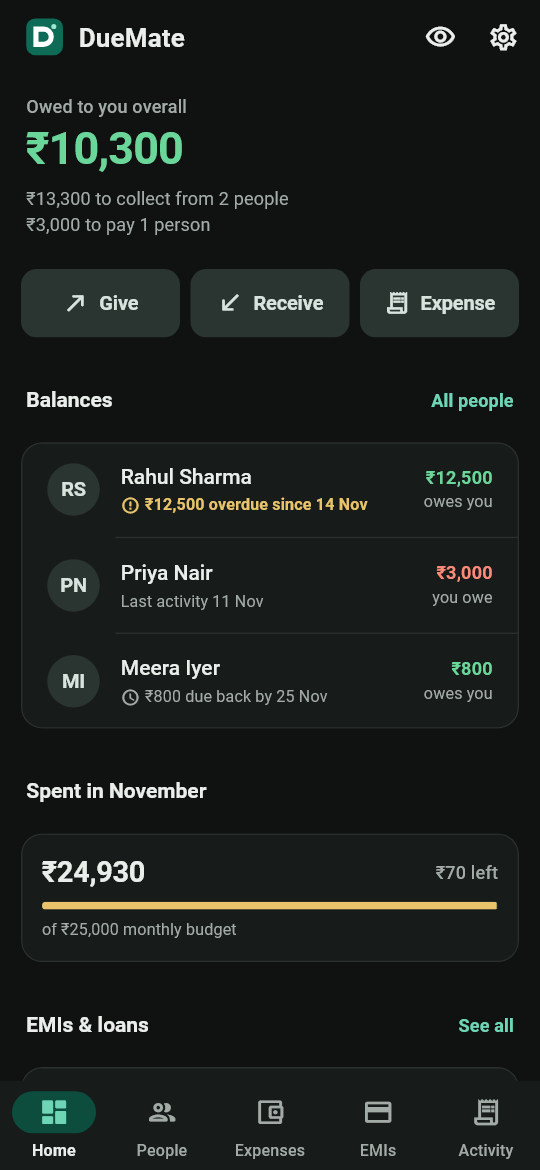 DueMate
Owed to you overall
₹10,300
₹13,300 to collect from 2 people
₹3,000 to pay 1 person
Give
Receive
Expense
Balances
All people
RS
Rahul Sharma
₹12,500
₹12,500 overdue since 14 Nov
owes you
PN
Priya Nair
₹3,000
Last activity 11 Nov
you owe
MI
Meera Iyer
₹800
₹800 due back by 25 Nov
owes you
Spent in November
₹24,930
₹70 left
of ₹25,000 monthly budget
EMIs & loans
See all
Home
People
Expenses
EMIs
Activity